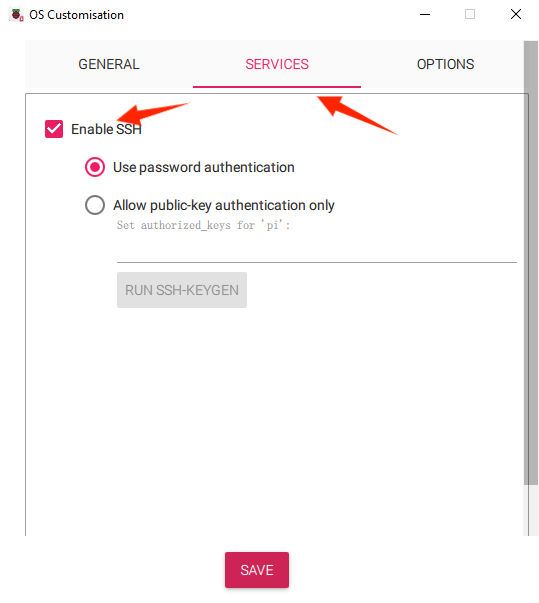 OS Customisation
GENERAL
SERVICES
OPTIONS
Enable SSH
Use password authentication
Allow public-key authentication only
Set authorized_keys for 'pi':
RUN SSH-KEYGEN
SAVE